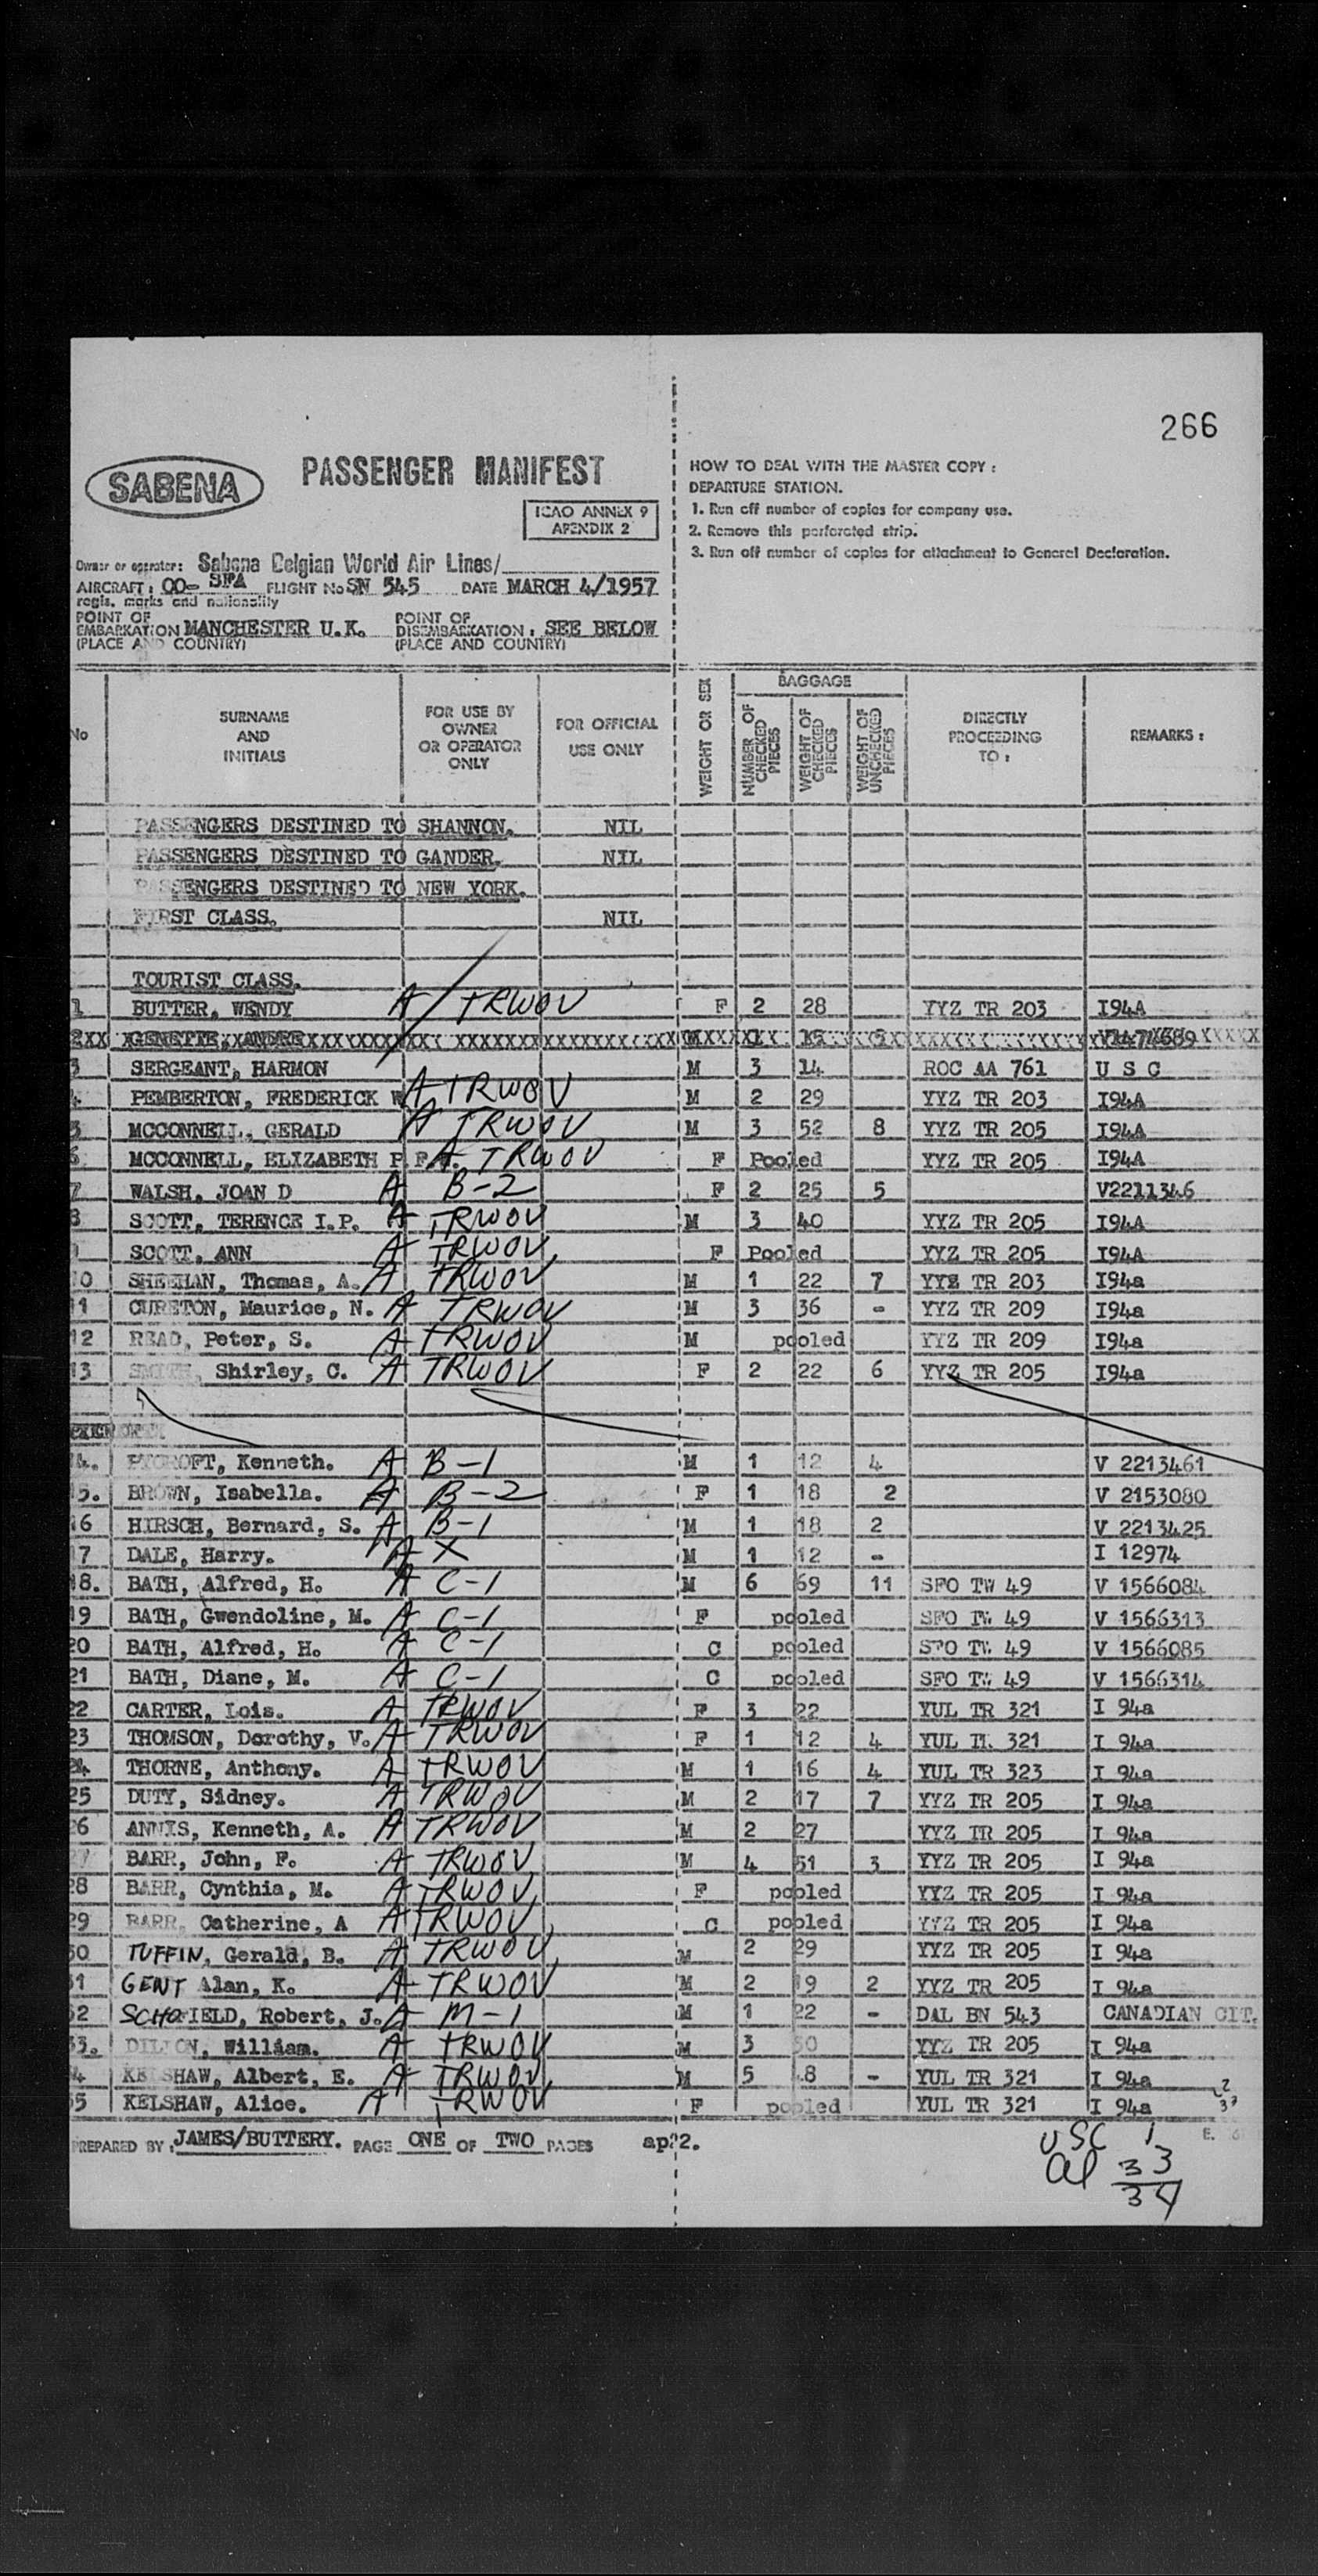 266
SABENA
PASSENGER MANIFEST
ICAO ANNEX 9
APENDIX 2
HOW TO DEAL WITH THE MASTER COPY :
DEPARTURE STATION.
1. Run off number of copies for company use.
2. Remove this perforated strip.
3. Run off number of copies for attachment to General Declaration.
Owner or operator: Sabena Belgian World Air Lines/
AIRCRAFT : OO- SFA FLIGHT No SN 545 DATE MARCH 4/1957
regis. marks and nationality
POINT OF EMBARKATION MANCHESTER U.K. POINT OF DISEMBARKATION : SEE BELOW
(PLACE AND COUNTRY) (PLACE AND COUNTRY)
No SURNAME AND INITIALS FOR USE BY OWNER OR OPERATOR ONLY FOR OFFICIAL USE ONLY WEIGHT OR SEX BAGGAGE NUMBER OF CHECKED PIECES WEIGHT OF CHECKED PIECES WEIGHT OF UNCHECKED PIECES DIRECTLY PROCEEDING TO : REMARKS :
PASSENGERS DESTINED TO SHANNON. NIL
PASSENGERS DESTINED TO GANDER. NIL
PASSENGERS DESTINED TO NEW YORK.
FIRST CLASS. NIL
TOURIST CLASS.
1 BUTTER, WENDY A TRWOV F 2 28 YYZ TR 203 I94A
2 GENETTE, ANDRE M
3 SERGEANT, HARMON M 3 14 ROC AA 761 U S C
4 PEMBERTON, FREDERICK W A TRWOV M 2 29 YYZ TR 203 I94A
5 MCCONNELL, GERALD A TRWOV M 3 52 8 YYZ TR 205 I94A
6 MCCONNELL, ELIZABETH P. A TRWOV F Pooled YYZ TR 205 I94A
7 WALSH, JOAN D A B-2 F 2 25 5 V2211346
8 SCOTT, TERENCE I.P. A TRWOV M 3 40 YYZ TR 205 I94A
9 SCOTT, ANN A TRWOV F Pooled YYZ TR 205 I94A
10 SHEEHAN, Thomas, A. A TRWOV M 1 22 7 YYZ TR 203 I94a
11 CURETON, Maurice, N. A TRWOV M 3 36 - YYZ TR 209 I94a
12 READ, Peter, S. A TRWOV M pooled YYZ TR 209 I94a
13 SMITH, Shirley, C. A TRWOV F 2 22 6 YYZ TR 205 I94a
14. RYCROFT, Kenneth. A B-1 M 1 12 4 V 2213461
15. BROWN, Isabella. A B-2 F 1 18 2 V 2153080
16 HIRSCH, Bernard, S. A B-1 M 1 18 2 V 2213425
17 DALE, Harry. A X M 1 12 - I 12974
18. BATH, Alfred, H. A C-1 M 6 69 11 SFO TW 49 V 1566084
19 BATH, Gwendoline, M. A C-1 F pooled SFO TW 49 V 1566313
20 BATH, Alfred, H. A C-1 C pooled SFO TW 49 V 1566085
21 BATH, Diane, M. A C-1 C pooled SFO TW 49 V 1566314
22 CARTER, Lois. A TRWOV F 3 22 YUL TR 321 I 94a
23 THOMSON, Dorothy, V. A TRWOV F 1 12 4 YUL TR 321 I 94a
24 THORNE, Anthony. A TRWOV M 1 16 4 YUL TR 323 I 94a
25 DUTY, Sidney. A TRWOV M 2 17 7 YYZ TR 205 I 94a
26 ANNIS, Kenneth, A. A TRWOV M 2 27 YYZ TR 205 I 94a
27 BARR, John, F. A TRWOV M 4 51 3 YYZ TR 205 I 94a
28 BARR, Cynthia, M. A TRWOV F pooled YYZ TR 205 I 94a
29 BARR, Catherine, A A TRWOV C pooled YYZ TR 205 I 94a
30 TUFFIN, Gerald, B. A TRWOV M 2 29 YYZ TR 205 I 94a
31 GENT Alan, K. A TRWOV M 2 19 2 YYZ TR 205 I 94a
32 SCHOFIELD, Robert, J. A M-1 M 1 22 - DAL BN 543 CANADIAN CIT.
33. DILLON, William. A TRWOV M 3 YYZ TR 205 I 94a
34 KELSHAW, Albert, E. A TRWOV M 5 48 - YUL TR 321 I 94a
35 KELSHAW, Alice. A TRWOV F pooled YUL TR 321 I 94a
PREPARED BY : JAMES/BUTTERY. PAGE ONE OF TWO PAGES
USC 1
al 33
34